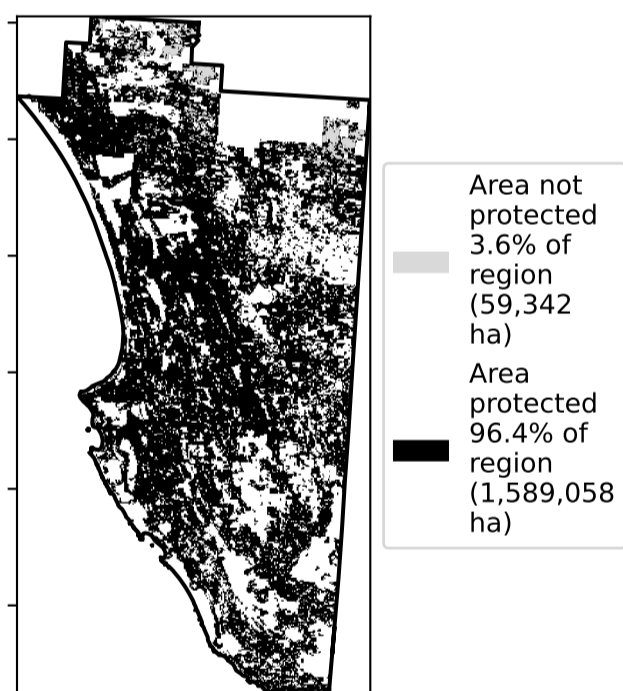 Area not
protected
3.6% of
region
(59,342
ha)
Area
protected
96.4% of
region
(1,589,058
ha)